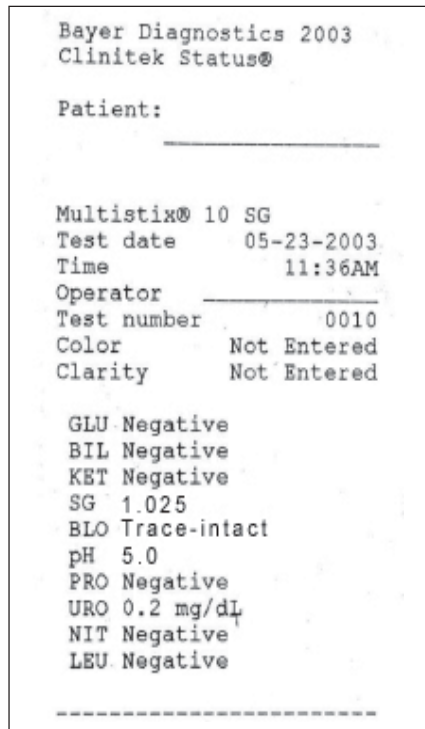 Bayer Diagnostics 2003
Clinitek Status®
Patient:
Multistix® 10 SG
Test date 05-23-2003
Time 11:36AM
Operator
Test number 0010
Color Not Entered
Clarity Not Entered
GLU Negative
BIL Negative
KET Negative
SG 1.025
BLO Trace-intact
pH 5.0
PRO Negative
URO 0.2 mg/dL
NIT Negative
LEU Negative